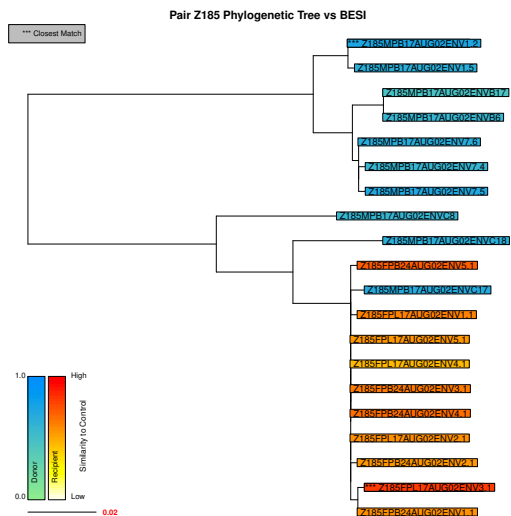 Pair Z185 Phylogenetic Tree vs BESI
*** Closest Match
*** Z185MPB17AUG02ENV1.2
Z185MPB17AUG02ENV1.5
Z185MPB17AUG02ENVB17
Z185MPB17AUG02ENVB6
Z185MPB17AUG02ENV7.6
Z185MPB17AUG02ENV7.4
Z185MPB17AUG02ENV7.5
Z185MPB17AUG02ENVC8
Z185MPB17AUG02ENVC18
Z185FPB24AUG02ENV5.1
Z185MPB17AUG02ENVC17
Z185FPL17AUG02ENV1.1
Z185FPL17AUG02ENV5.1
Z185FPL17AUG02ENV4.1
Z185FPB24AUG02ENV3.1
Z185FPB24AUG02ENV4.1
Z185FPL17AUG02ENV2.1
Z185FPB24AUG02ENV2.1
*** Z185FPL17AUG02ENV3.1
Z185FPB24AUG02ENV1.1
1.0
High
Donor
Recipient
Similarity to Control
0.0
Low
0.02